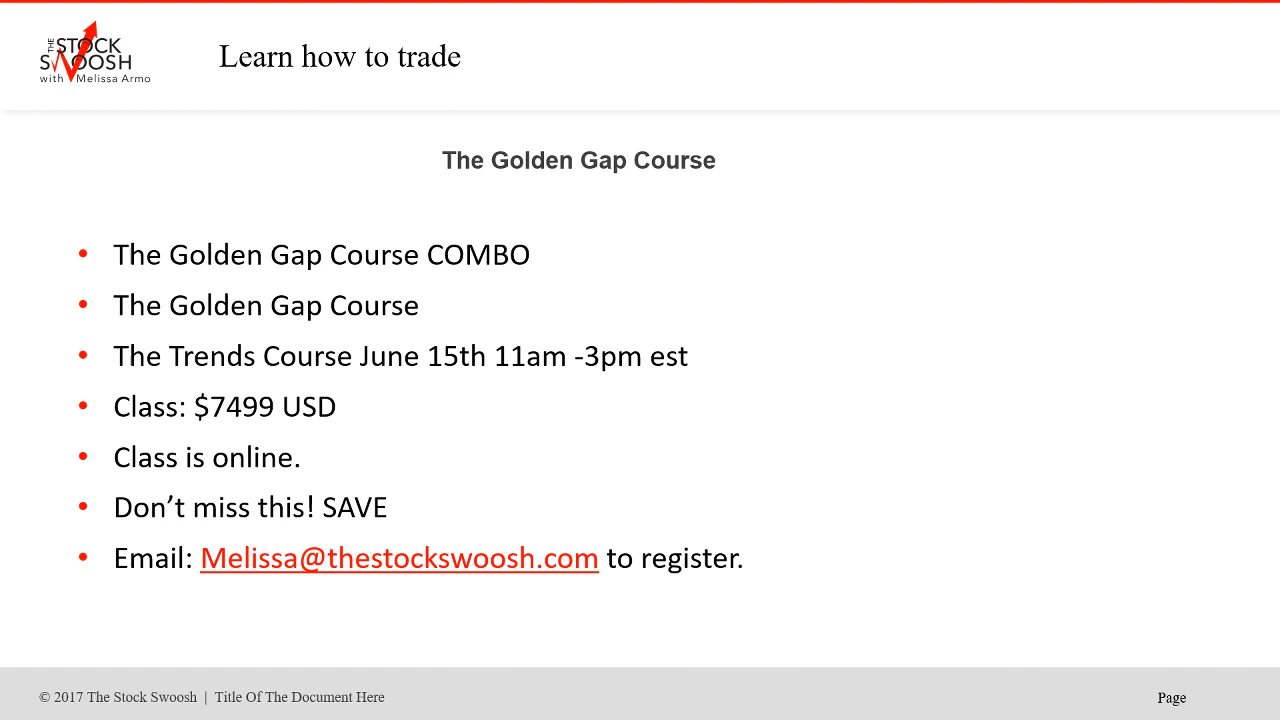 THE STOCK
SWOOSH
with Melissa Armo
Learn how to trade
The Golden Gap Course
• The Golden Gap Course COMBO
• The Golden Gap Course
• The Trends Course June 15th 11am -3pm est
• Class: $7499 USD
• Class is online.
• Don’t miss this! SAVE
• Email: Melissa@thestockswoosh.com to register.
© 2017 The Stock Swoosh | Title Of The Document Here
Page